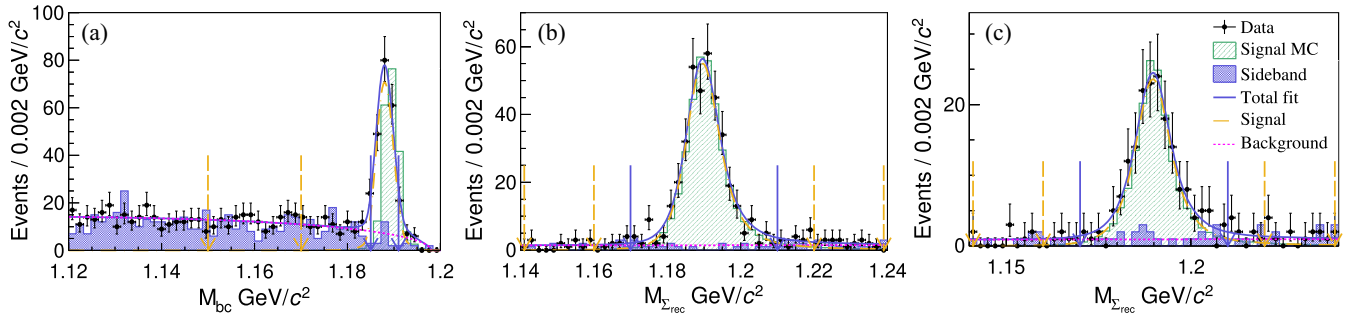 (a)
Events / 0.002 GeV/c²
100
80
60
40
20
0
1.12
1.14
1.16
1.18
1.2
M_bc GeV/c²
(b)
Events / 0.002 GeV/c²
60
40
20
0
1.14
1.16
1.18
1.2
1.22
1.24
M_Σrec GeV/c²
(c)
Events / 0.002 GeV/c²
20
0
1.15
1.2
M_Σrec GeV/c²
Data
Signal MC
Sideband
Total fit
Signal
Background